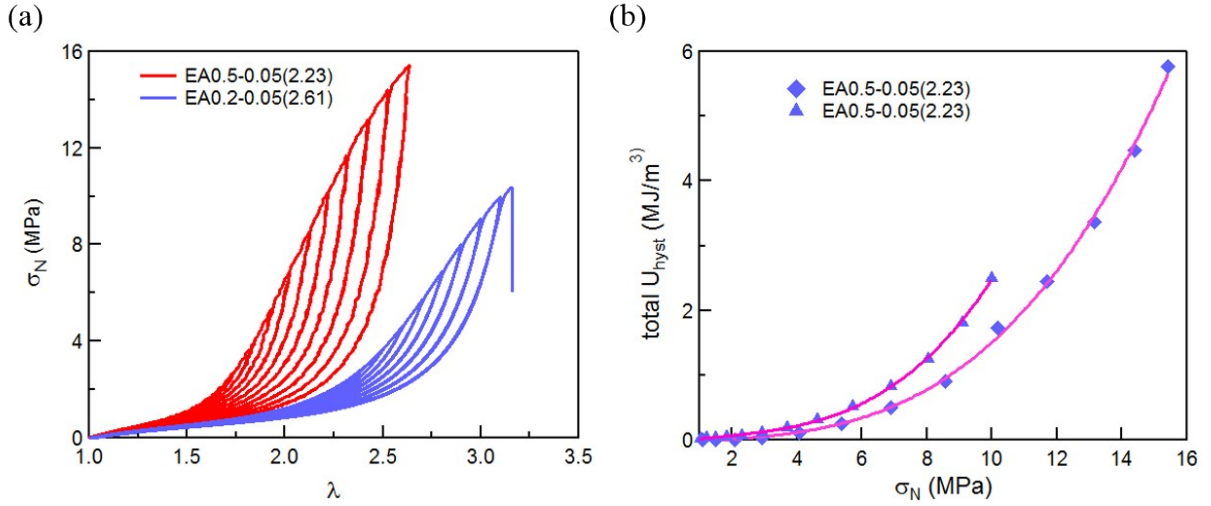 (a)
16
12
8
4
0
σN (MPa)
EA0.5-0.05(2.23)
EA0.2-0.05(2.61)
1.0 1.5 2.0 2.5 3.0 3.5
λ
(b)
6
4
2
0
total Uhyst (MJ/m³)
EA0.5-0.05(2.23)
EA0.5-0.05(2.23)
2 4 6 8 10 12 14 16
σN (MPa)